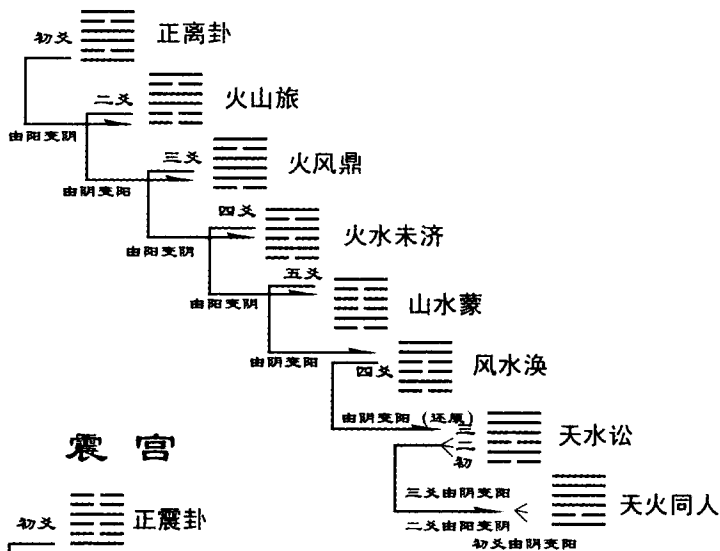 初爻 正离卦
二爻 火山旅
由阳变阴
三爻 火风鼎
由阴变阳
四爻 火水未济
由阳变阴
五爻 山水蒙
由阳变阴
风水涣
由阴变阳 四爻
由阴变阳（还原） 三 天水讼
二
初
震宫
三爻由阴变阳 天火同人
二爻由阳变阴
初爻由阴变阳
初爻 正震卦